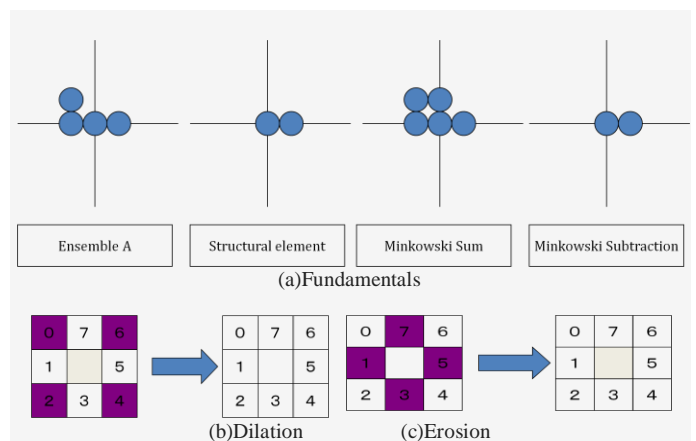 Ensemble A Structural element Minkowski Sum Minkowski Subtraction
(a)Fundamentals
0 7 6 0 7 6 0 7 6 0 7 6
1 5 1 5 1 5 1 5
2 3 4 2 3 4 2 3 4 2 3 4
(b)Dilation (c)Erosion